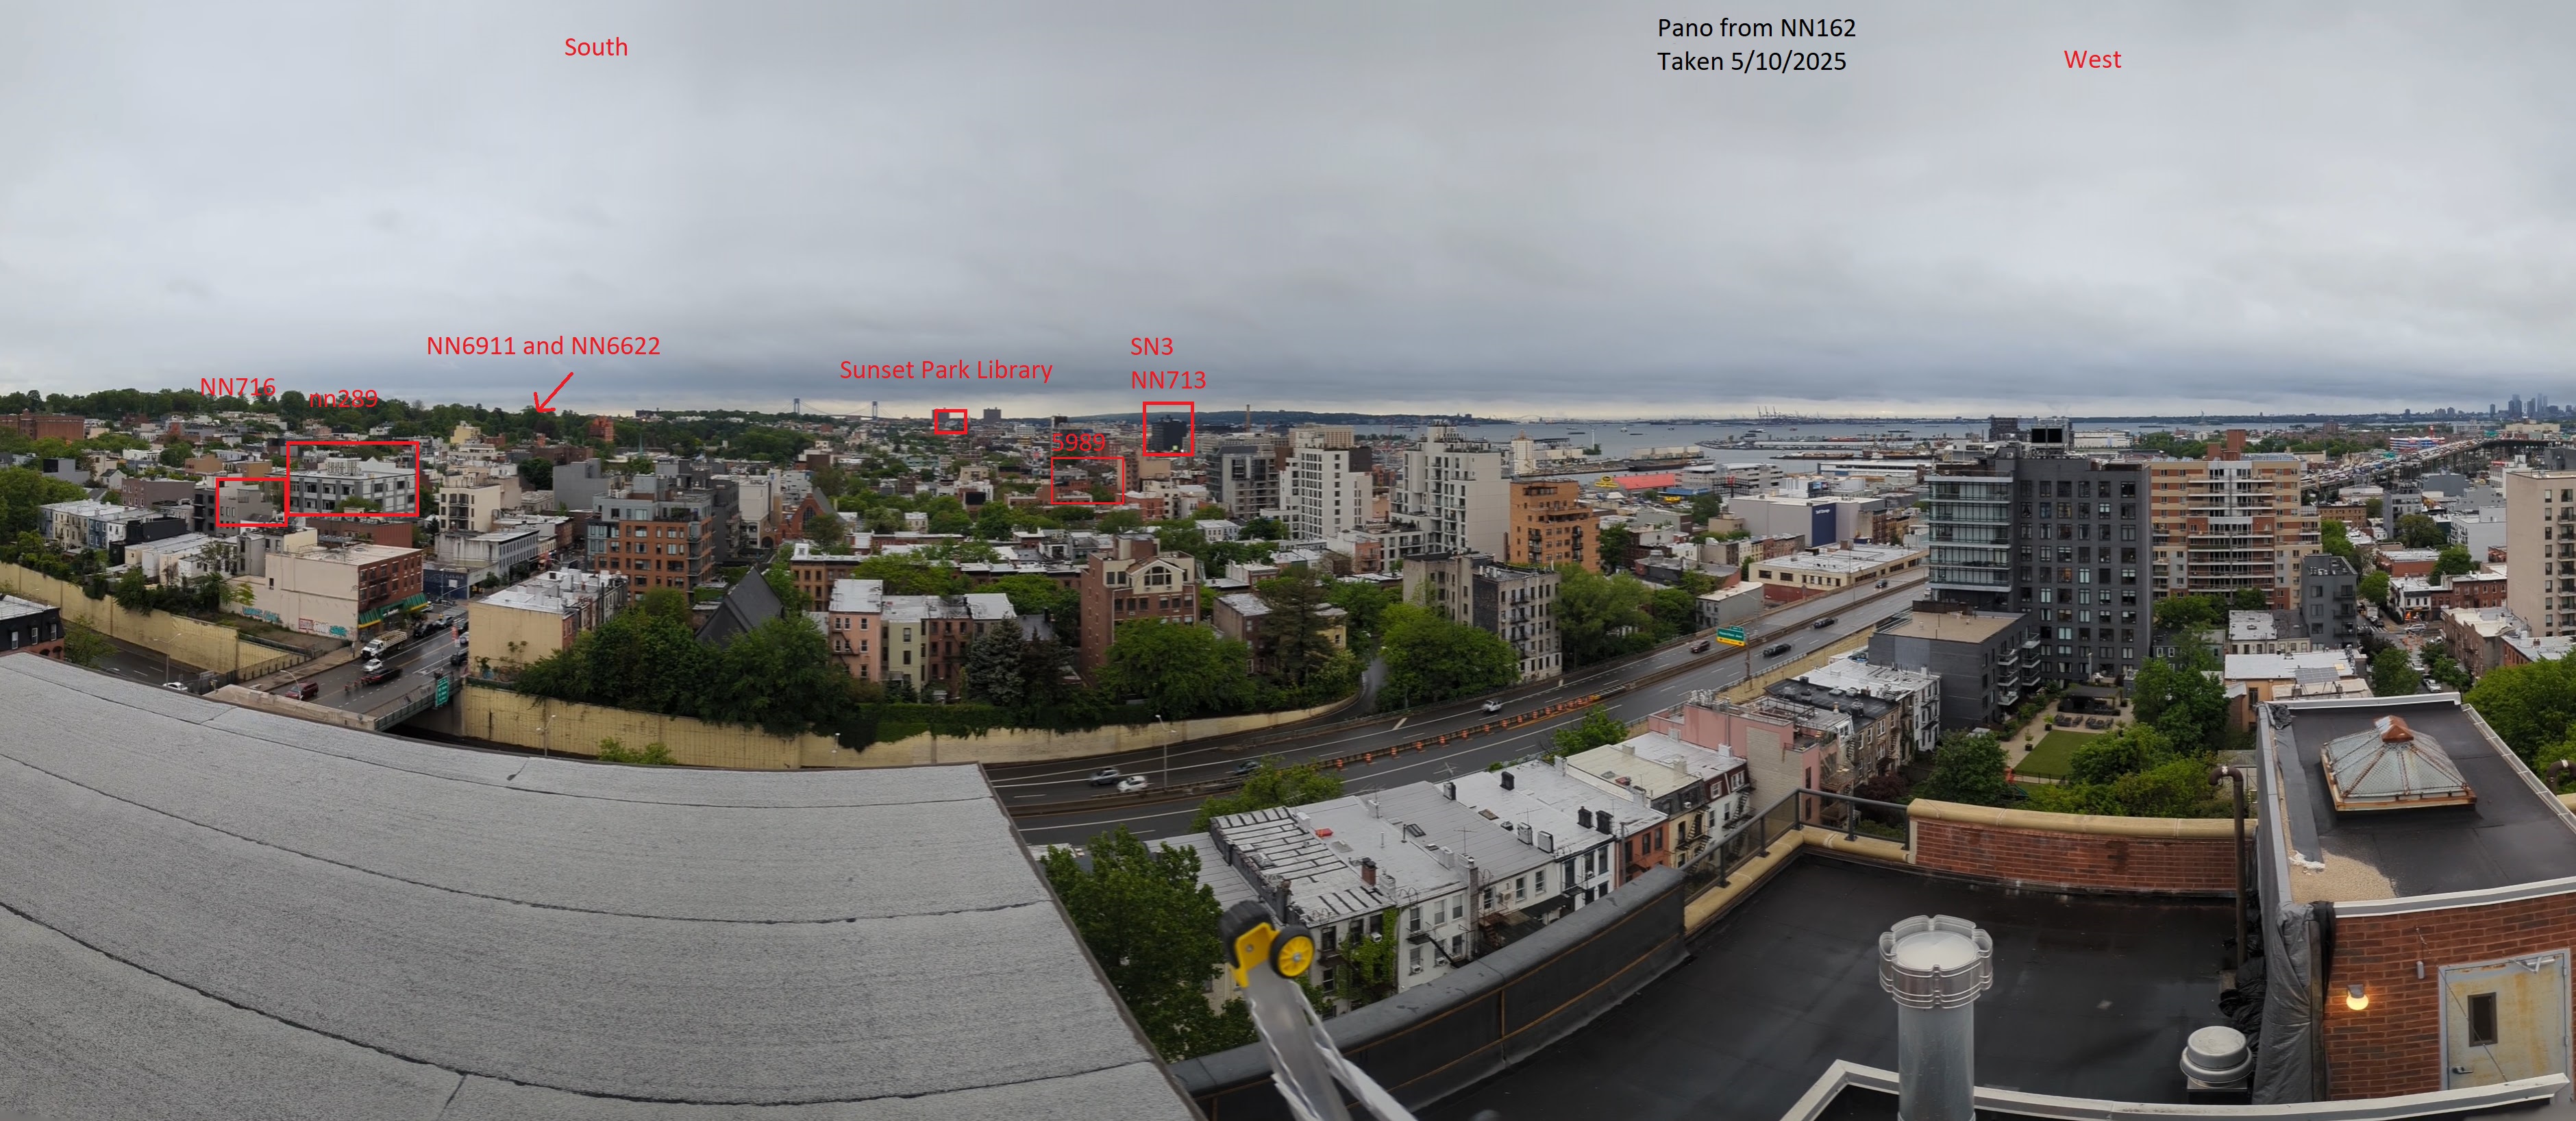 Pano from NN162
Taken 5/10/2025
South
West
NN6911 and NN6622
SN3
NN713
Sunset Park Library
NN716
nn289
5989